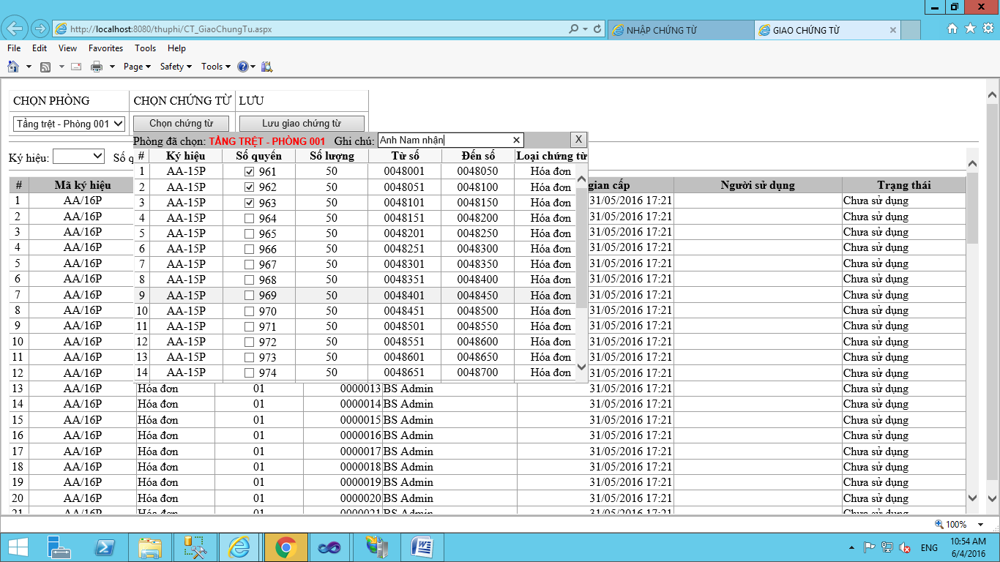 http://localhost:8080/thuphi/CT_GiaoChungTu.aspx
NHẬP CHỨNG TỪ
GIAO CHỨNG TỪ
File Edit View Favorites Tools Help
Page Safety Tools
CHỌN PHÒNG CHỌN CHỨNG TỪ LƯU
Tầng trệt - Phòng 001 Chọn chứng từ Lưu giao chứng từ
Phòng đã chọn: TẦNG TRỆT - PHÒNG 001 Ghi chú: Anh Nam nhận X
Ký hiệu: Số q
# Ký hiệu Số quyển Số lượng Từ số Đến số Loại chứng từ
1 AA-15P 961 50 0048001 0048050 Hóa đơn
2 AA-15P 962 50 0048051 0048100 Hóa đơn
3 AA-15P 963 50 0048101 0048150 Hóa đơn
4 AA-15P 964 50 0048151 0048200 Hóa đơn
5 AA-15P 965 50 0048201 0048250 Hóa đơn
6 AA-15P 966 50 0048251 0048300 Hóa đơn
7 AA-15P 967 50 0048301 0048350 Hóa đơn
8 AA-15P 968 50 0048351 0048400 Hóa đơn
9 AA-15P 969 50 0048401 0048450 Hóa đơn
10 AA-15P 970 50 0048451 0048500 Hóa đơn
11 AA-15P 971 50 0048501 0048550 Hóa đơn
12 AA-15P 972 50 0048551 0048600 Hóa đơn
13 AA-15P 973 50 0048601 0048650 Hóa đơn
14 AA-15P 974 50 0048651 0048700 Hóa đơn
# Mã ký hiệu gian cấp Người sử dụng Trạng thái
1 AA/16P 31/05/2016 17:21 Chưa sử dụng
2 AA/16P 31/05/2016 17:21 Chưa sử dụng
3 AA/16P 31/05/2016 17:21 Chưa sử dụng
4 AA/16P 31/05/2016 17:21 Chưa sử dụng
5 AA/16P 31/05/2016 17:21 Chưa sử dụng
6 AA/16P 31/05/2016 17:21 Chưa sử dụng
7 AA/16P 31/05/2016 17:21 Chưa sử dụng
8 AA/16P 31/05/2016 17:21 Chưa sử dụng
9 AA/16P 31/05/2016 17:21 Chưa sử dụng
10 AA/16P 31/05/2016 17:21 Chưa sử dụng
11 AA/16P 31/05/2016 17:21 Chưa sử dụng
12 AA/16P 31/05/2016 17:21 Chưa sử dụng
13 AA/16P Hóa đơn 01 0000013 BS Admin 31/05/2016 17:21 Chưa sử dụng
14 AA/16P Hóa đơn 01 0000014 BS Admin 31/05/2016 17:21 Chưa sử dụng
15 AA/16P Hóa đơn 01 0000015 BS Admin 31/05/2016 17:21 Chưa sử dụng
16 AA/16P Hóa đơn 01 0000016 BS Admin 31/05/2016 17:21 Chưa sử dụng
17 AA/16P Hóa đơn 01 0000017 BS Admin 31/05/2016 17:21 Chưa sử dụng
18 AA/16P Hóa đơn 01 0000018 BS Admin 31/05/2016 17:21 Chưa sử dụng
19 AA/16P Hóa đơn 01 0000019 BS Admin 31/05/2016 17:21 Chưa sử dụng
20 AA/16P Hóa đơn 01 0000020 BS Admin 31/05/2016 17:21 Chưa sử dụng
21 AA/16P Hóa đơn 01 0000021 BS Admin 31/05/2016 17:21 Chưa sử dụng
100%
ENG 10:54 AM
6/4/2016